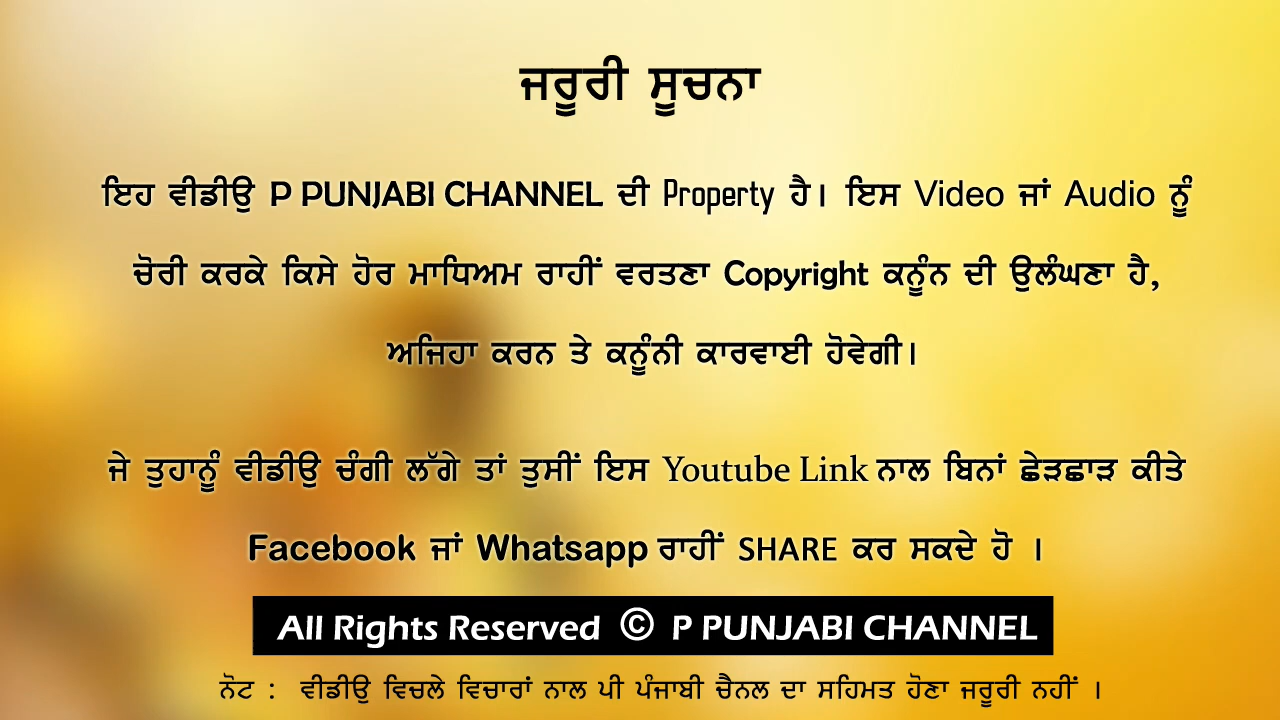 ਜਰੂਰੀ ਸੂਚਨਾ
ਇਹ ਵੀਡੀਉ P PUNJABI CHANNEL ਦੀ Property ਹੈ। ਇਸ Video ਜਾਂ Audio ਨੂੰ
ਚੋਰੀ ਕਰਕੇ ਕਿਸੇ ਹੋਰ ਮਾਧਿਅਮ ਰਾਹੀਂ ਵਰਤਣਾ Copyright ਕਨੂੰਨ ਦੀ ਉਲੰਘਣਾ ਹੈ,
ਅਜਿਹਾ ਕਰਨ ਤੇ ਕਨੂੰਨੀ ਕਾਰਵਾਈ ਹੋਵੇਗੀ।
ਜੇ ਤੁਹਾਨੂੰ ਵੀਡੀਉ ਚੰਗੀ ਲੱਗੇ ਤਾਂ ਤੁਸੀਂ ਇਸ Youtube Link ਨਾਲ ਬਿਨਾਂ ਛੇੜਛਾੜ ਕੀਤੇ
Facebook ਜਾਂ Whatsapp ਰਾਹੀਂ SHARE ਕਰ ਸਕਦੇ ਹੋ ।
All Rights Reserved © P PUNJABI CHANNEL
ਨੋਟ : ਵੀਡੀਉ ਵਿਚਲੇ ਵਿਚਾਰਾਂ ਨਾਲ ਪੀ ਪੰਜਾਬੀ ਚੈਨਲ ਦਾ ਸਹਿਮਤ ਹੋਣਾ ਜਰੂਰੀ ਨਹੀਂ ।